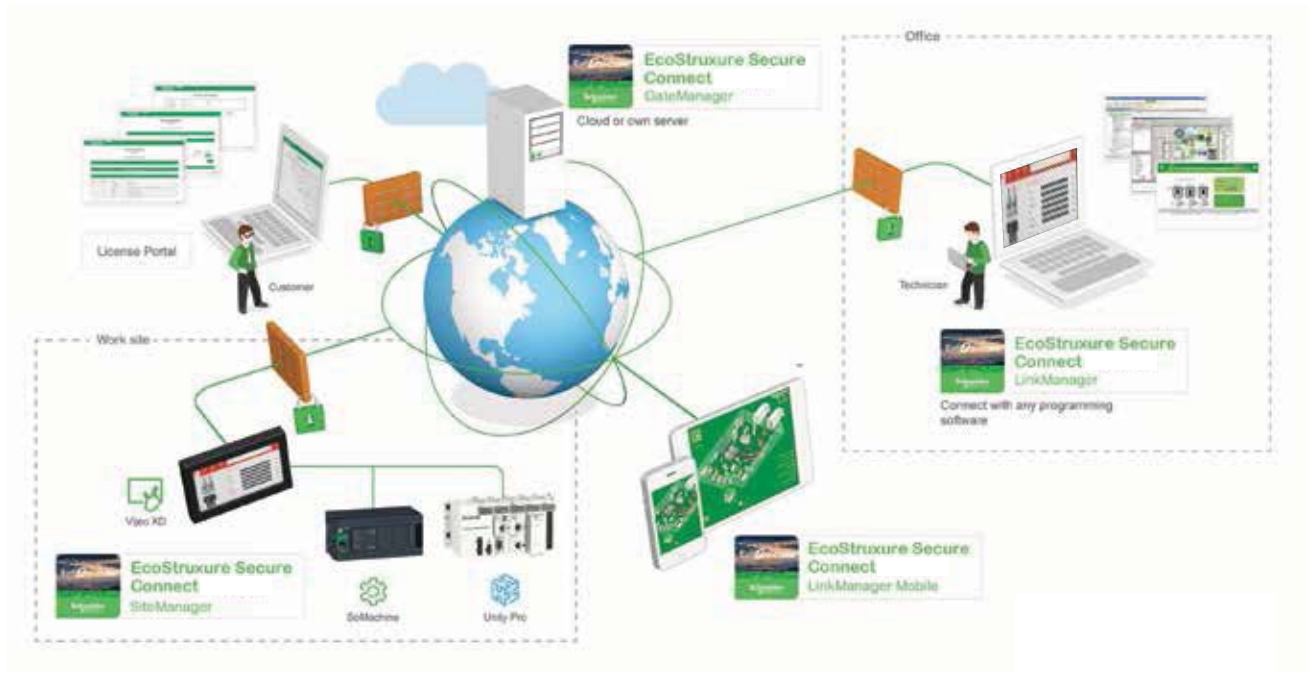 EcoStruxure Secure
Connect
GateManager
Cloud or own server
Office
License Portal
Customer
Technician
EcoStruxure Secure
Connect
LinkManager
Connect with any programming
software
Work site
Vijeo XD
EcoStruxure Secure
Connect
SiteManager
SoMachine
Unity Pro
EcoStruxure Secure
Connect
LinkManager Mobile